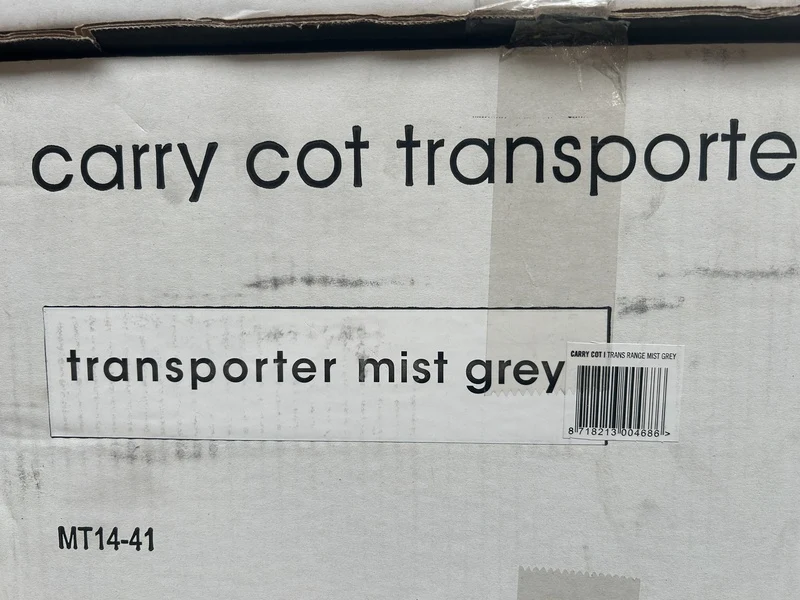 carry cot transporte
transporter mist grey
CARRY COT I TRANS RANGE MIST GREY
8 718213 004686 >
MT14-41